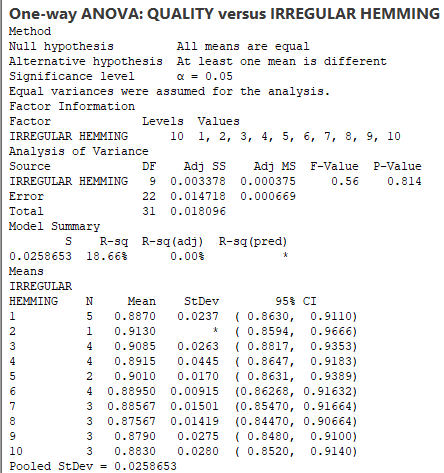 One-way ANOVA: QUALITY versus IRREGULAR HEMMING
Method
Null hypothesis All means are equal
Alternative hypothesis At least one mean is different
Significance level α = 0.05
Equal variances were assumed for the analysis.
Factor Information
Factor Levels Values
IRREGULAR HEMMING 10 1, 2, 3, 4, 5, 6, 7, 8, 9, 10
Analysis of Variance
Source DF Adj SS Adj MS F-Value P-Value
IRREGULAR HEMMING 9 0.003378 0.000375 0.56 0.814
Error 22 0.014718 0.000669
Total 31 0.018096
Model Summary
S R-sq R-sq(adj) R-sq(pred)
0.0258653 18.66% 0.00% *
Means
IRREGULAR
HEMMING N Mean StDev 95% CI
1 5 0.8870 0.0237 ( 0.8630, 0.9110)
2 1 0.9130 * ( 0.8594, 0.9666)
3 4 0.9085 0.0263 ( 0.8817, 0.9353)
4 4 0.8915 0.0445 ( 0.8647, 0.9183)
5 2 0.9010 0.0170 ( 0.8631, 0.9389)
6 4 0.88950 0.00915 (0.86268, 0.91632)
7 3 0.88567 0.01501 (0.85470, 0.91664)
8 3 0.87567 0.01419 (0.84470, 0.90664)
9 3 0.8790 0.0275 ( 0.8480, 0.9100)
10 3 0.8830 0.0280 ( 0.8520, 0.9140)
Pooled StDev = 0.0258653